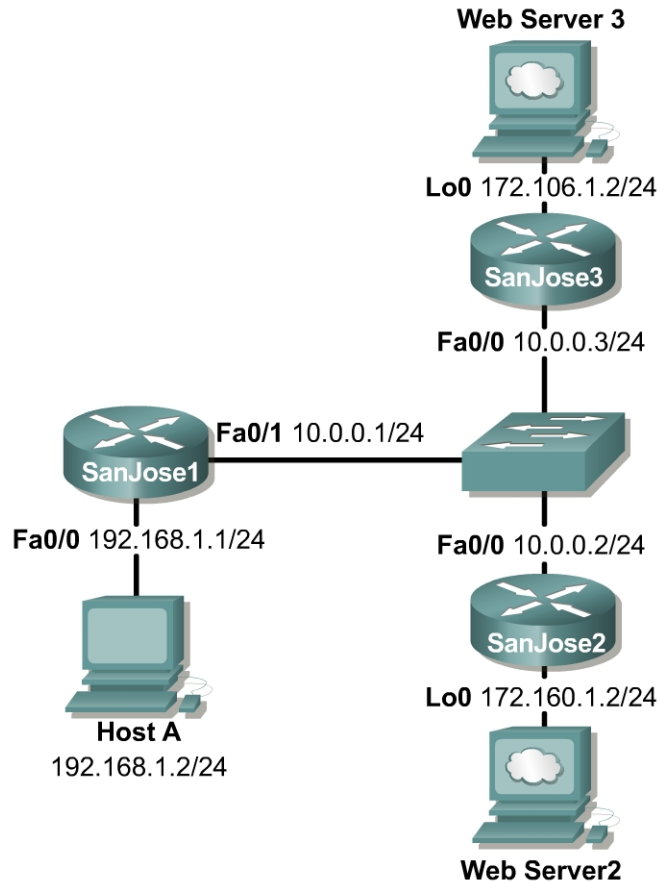 Web Server 3
Lo0 172.106.1.2/24
SanJose3
Fa0/0 10.0.0.3/24
Fa0/1 10.0.0.1/24
SanJose1
Fa0/0 192.168.1.1/24
Fa0/0 10.0.0.2/24
SanJose2
Lo0 172.160.1.2/24
Host A
192.168.1.2/24
Web Server2